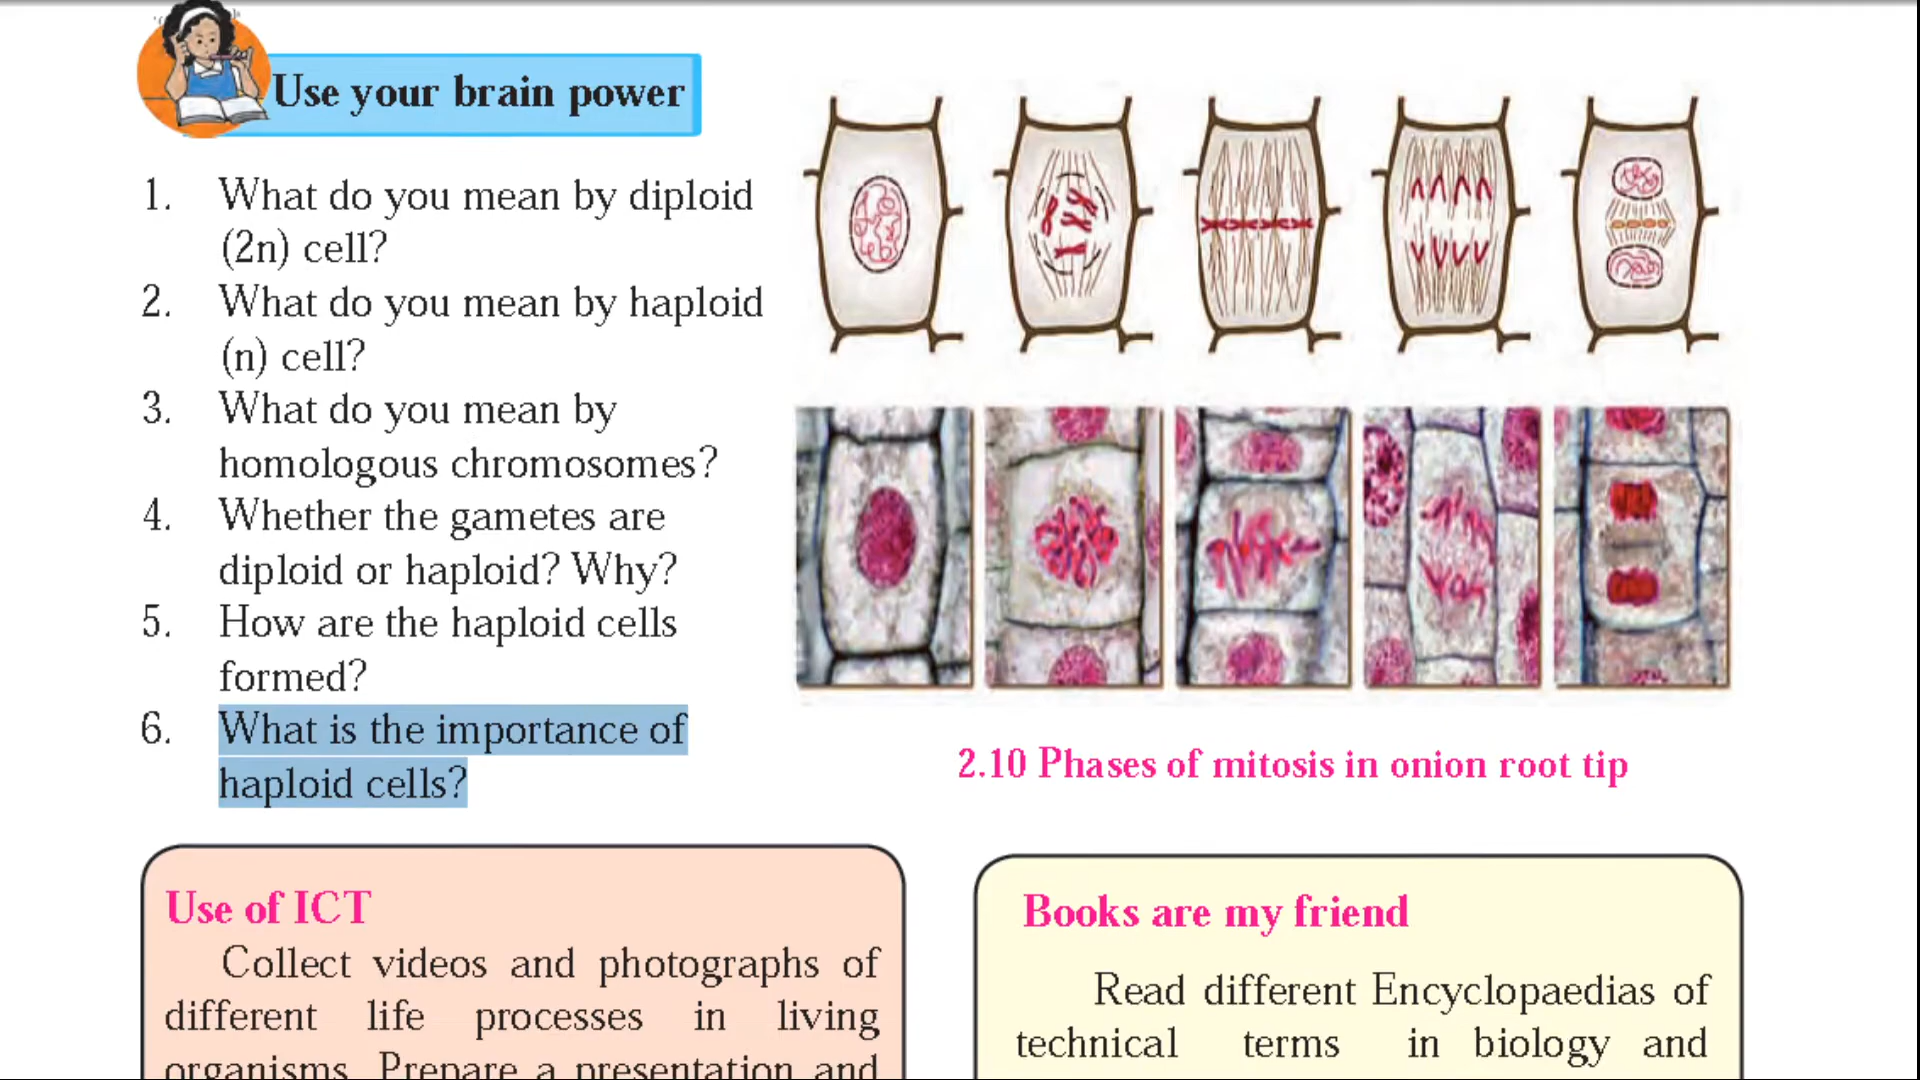 Use your brain power
1. What do you mean by diploid
(2n) cell?
2. What do you mean by haploid
(n) cell?
3. What do you mean by
homologous chromosomes?
4. Whether the gametes are
diploid or haploid? Why?
5. How are the haploid cells
formed?
6. What is the importance of
haploid cells?
2.10 Phases of mitosis in onion root tip
Use of ICT
Collect videos and photographs of
different life processes in living
organisms. Prepare a presentation and
Books are my friend
Read different Encyclopaedias of
technical terms in biology and